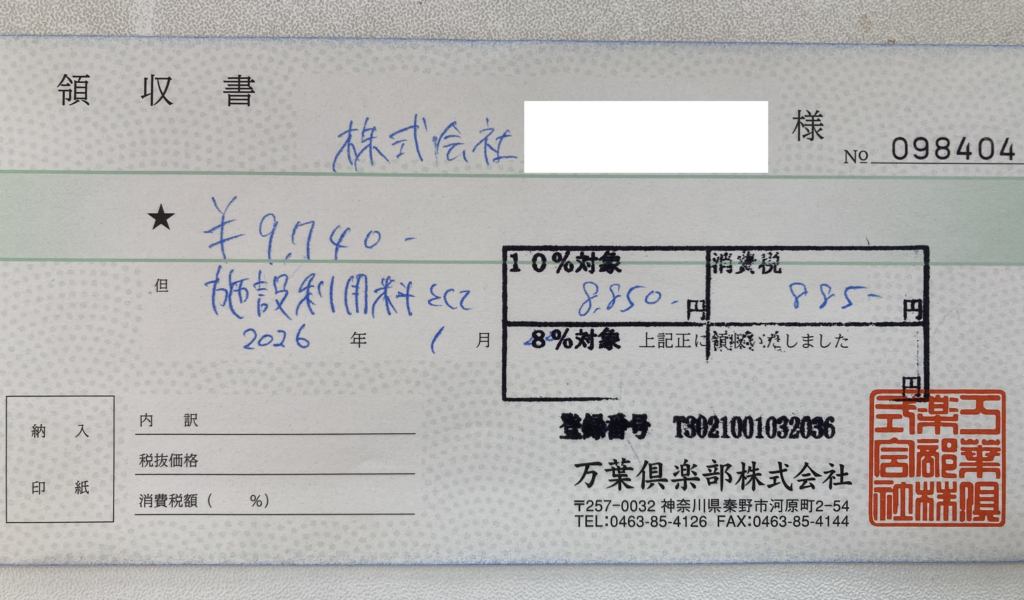 領収書
株式会社 様
No 098404
★ ¥9,740-
但 施設利用料として
2026年1月 上記正に領収いたしました
10%対象 8,850-円 消費税 885-円
8%対象 円
登録番号 T3021001032036
万葉倶楽部株式会社
〒257-0032 神奈川県秦野市河原町2-54
TEL:0463-85-4126 FAX:0463-85-4144
納入
印紙
内訳
税抜価格
消費税額( %)